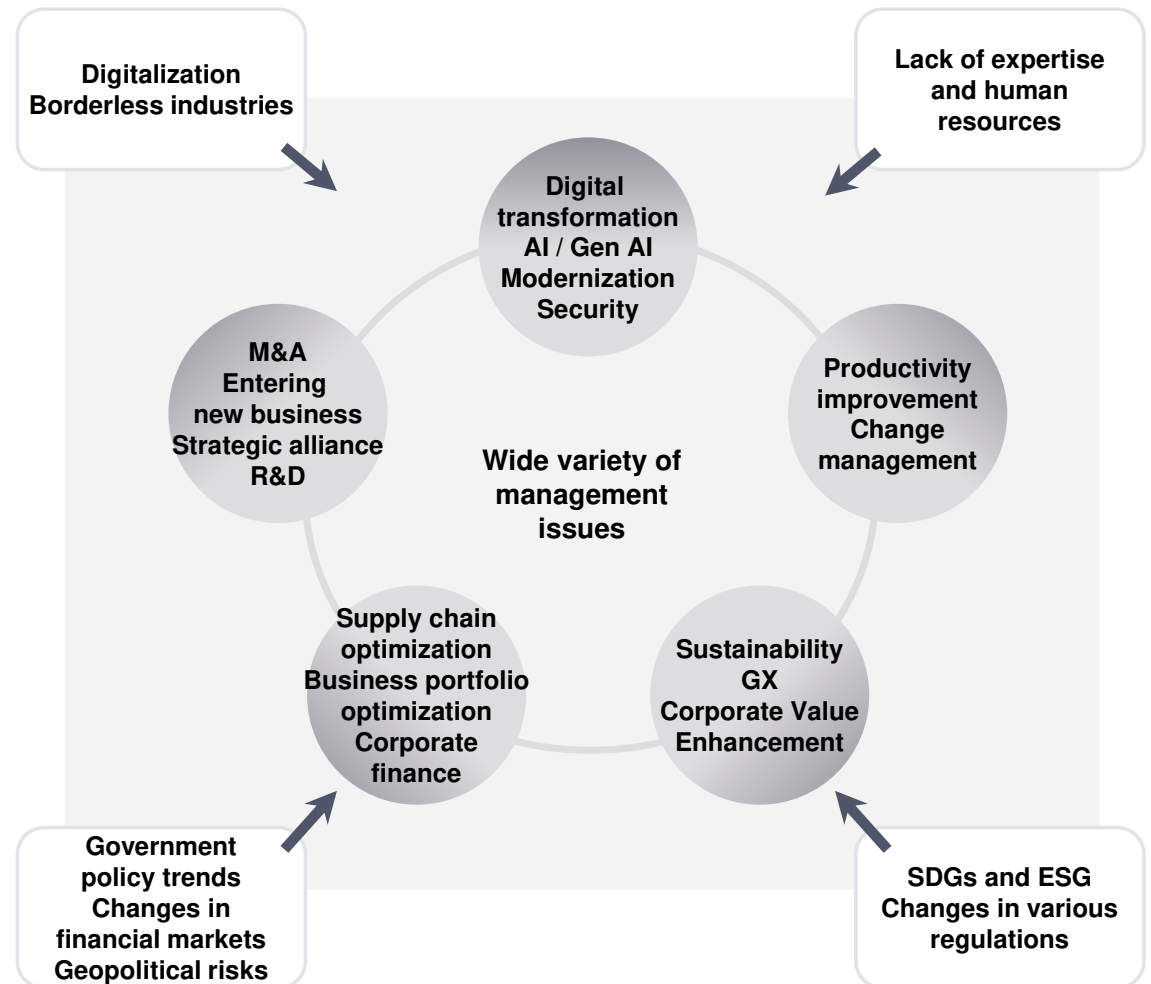 Digitalization
Borderless industries
Lack of expertise
and human
resources
Digital
transformation
AI / Gen AI
Modernization
Security
M&A
Entering
new business
Strategic alliance
R&D
Productivity
improvement
Change
management
Wide variety of
management
issues
Supply chain
optimization
Business portfolio
optimization
Corporate
finance
Sustainability
GX
Corporate Value
Enhancement
Government
policy trends
Changes in
financial markets
Geopolitical risks
SDGs and ESG
Changes in various
regulations